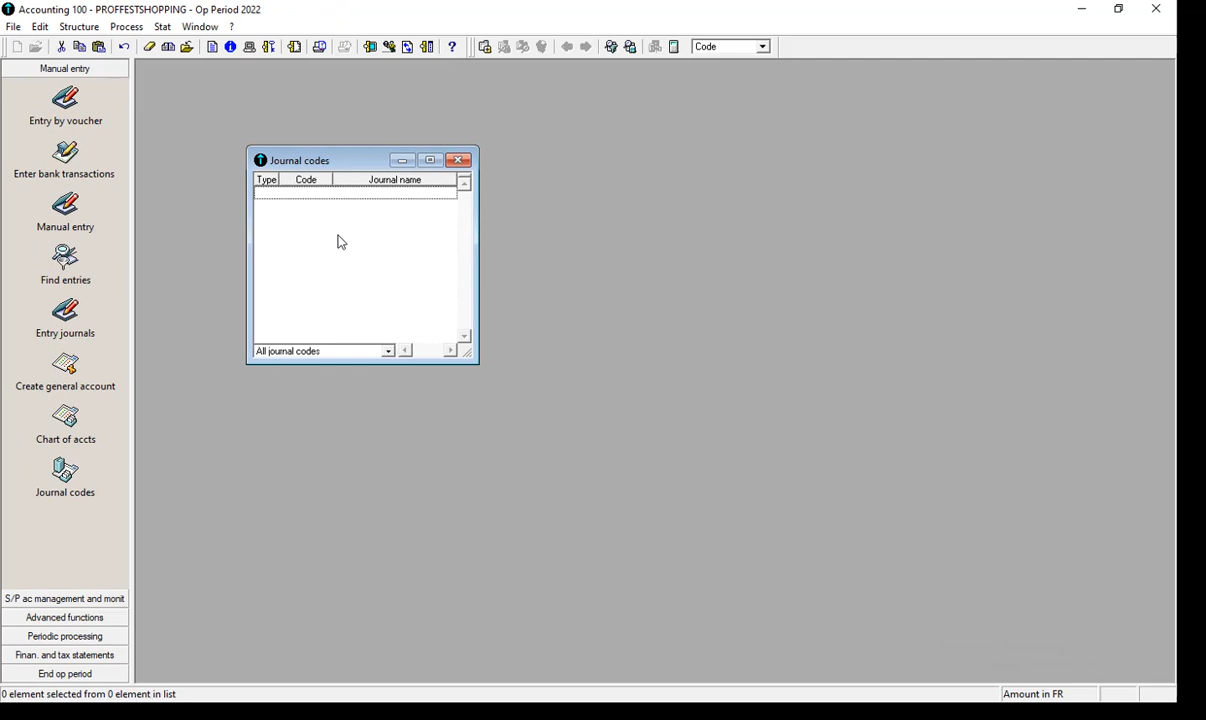 Accounting 100 - PROFFESTSHOPPING - Op Period 2022
File Edit Structure Process Stat Window ?
Code
Manual entry
Entry by voucher
Enter bank transactions
Manual entry
Find entries
Entry journals
Create general account
Chart of accts
Journal codes
S/P ac management and monit
Advanced functions
Periodic processing
Finan. and tax statements
End op period
Journal codes
Type Code Journal name
All journal codes
0 element selected from 0 element in list
Amount in FR